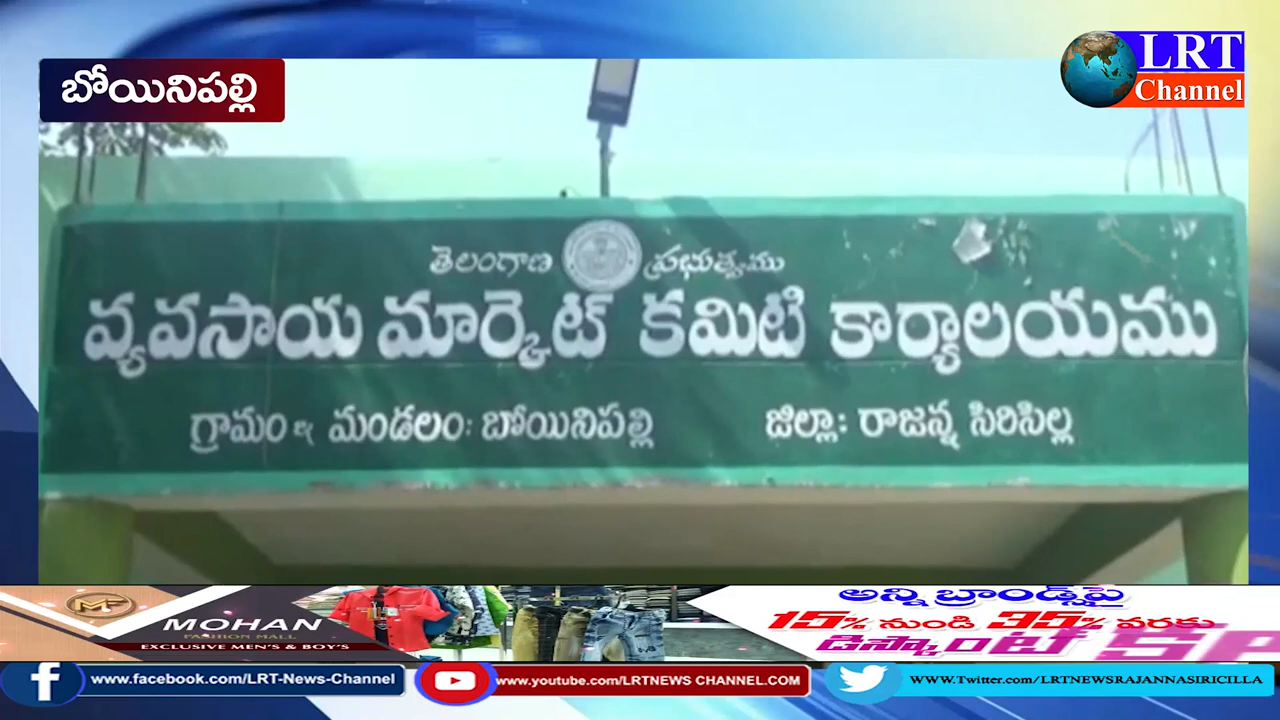 LRT
Channel
బోయినిపల్లి
తెలంగాణ ప్రభుత్వము
వ్యవసాయ మార్కెట్ కమిటి కార్యాలయము
గ్రామం & మండలం: బోయినిపల్లి జిల్లా: రాజన్న సిరిసిల్ల
MF
MOHAN
FASHION MALL
EXCLUSIVE MEN'S & BOY'S
అన్ని బ్రాండ్స్‌పై
15% నుండి 35% వరకు
డిస్కౌంట్
www.facebook.com/LRT-News-Channel
www.youtube.com/LRTNEWS CHANNEL.COM
www.Twitter.com/LRTNEWSRAJANNASIRICILLA